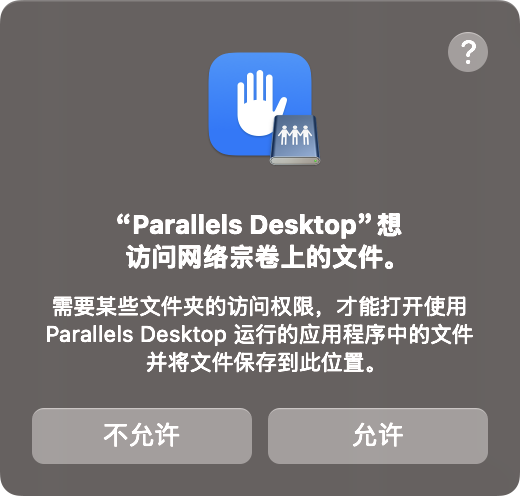 ?
“Parallels Desktop”想
访问网络宗卷上的文件。
需要某些文件夹的访问权限，才能打开使用
Parallels Desktop 运行的应用程序中的文件
并将文件保存到此位置。
不允许
允许